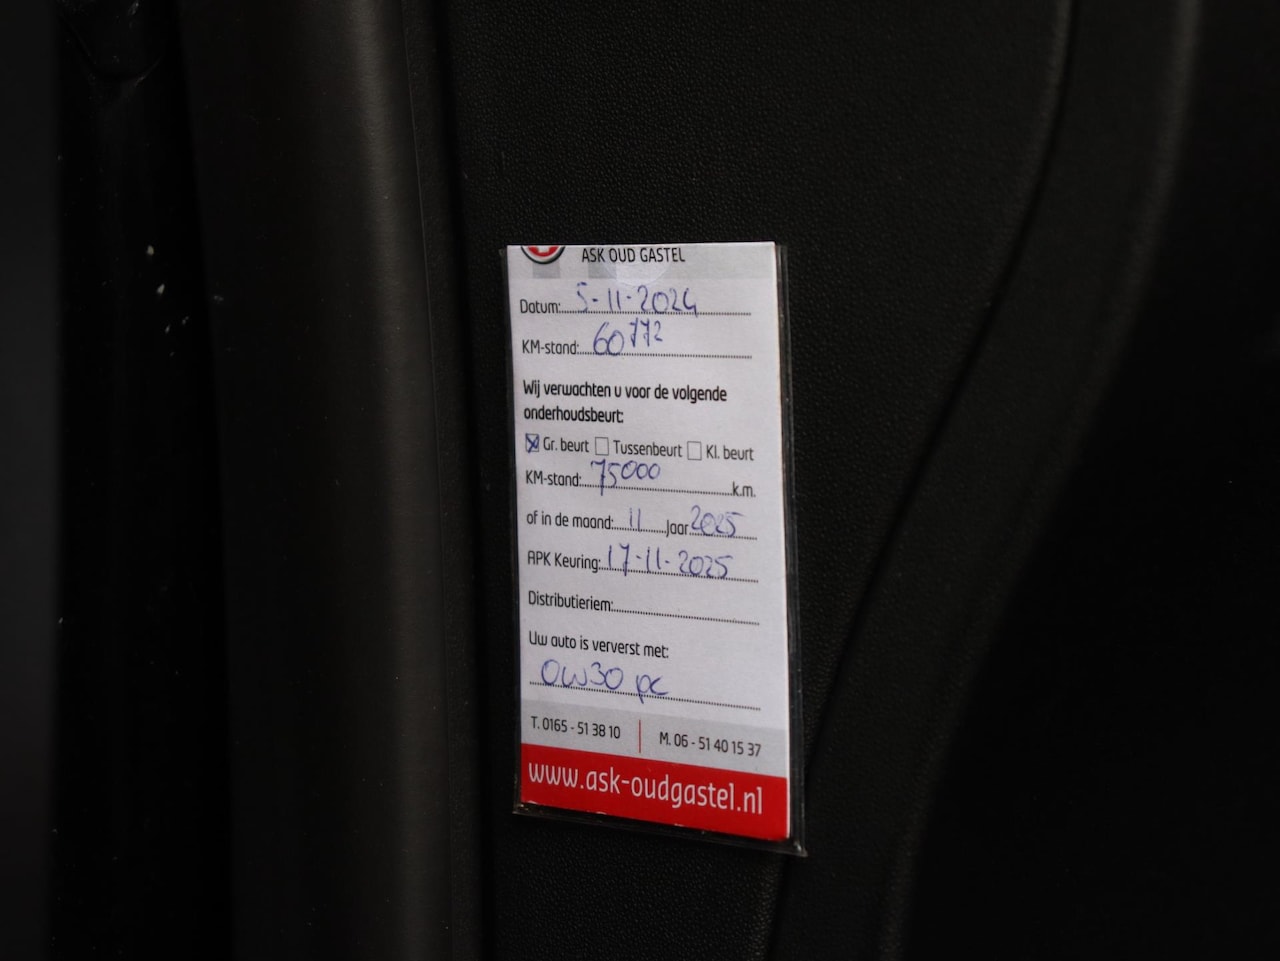 ASK OUD GASTEL
Datum: 5-11-2024
KM-stand: 60772
Wij verwachten u voor de volgende
onderhoudsbeurt:
Gr. beurt Tussenbeurt Kl. beurt
KM-stand: 75000 k.m.
of in de maand: 11 Jaar 2025
APK Keuring: 17-11-2025
Distributieriem:
Uw auto is ververst met:
0W30 pc
T. 0165 - 51 38 10 M. 06 - 51 40 15 37
www.ask-oudgastel.nl